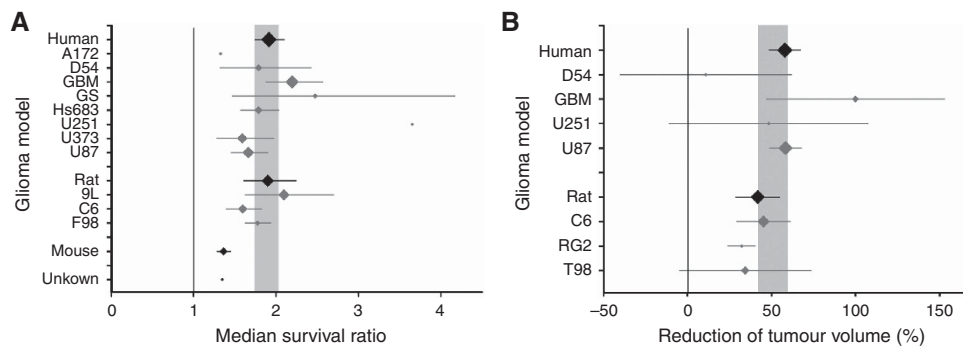 A
Glioma model
Human
A172
D54
GBM
GS
Hs683
U251
U373
U87
Rat
9L
C6
F98
Mouse
Unkown
0 1 2 3 4
Median survival ratio
B
Glioma model
Human
D54
GBM
U251
U87
Rat
C6
RG2
T98
–50 0 50 100 150
Reduction of tumour volume (%)